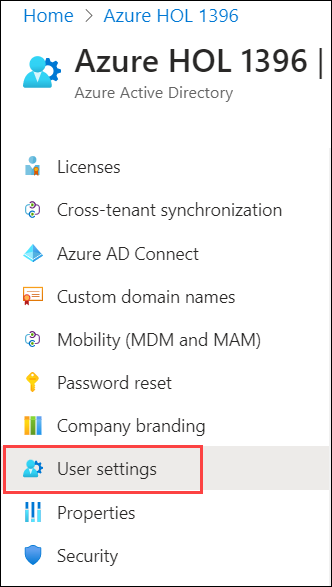 Home > Azure HOL 1396
Azure HOL 1396 |
Azure Active Directory
Licenses
Cross-tenant synchronization
Azure AD Connect
Custom domain names
Mobility (MDM and MAM)
Password reset
Company branding
User settings
Properties
Security